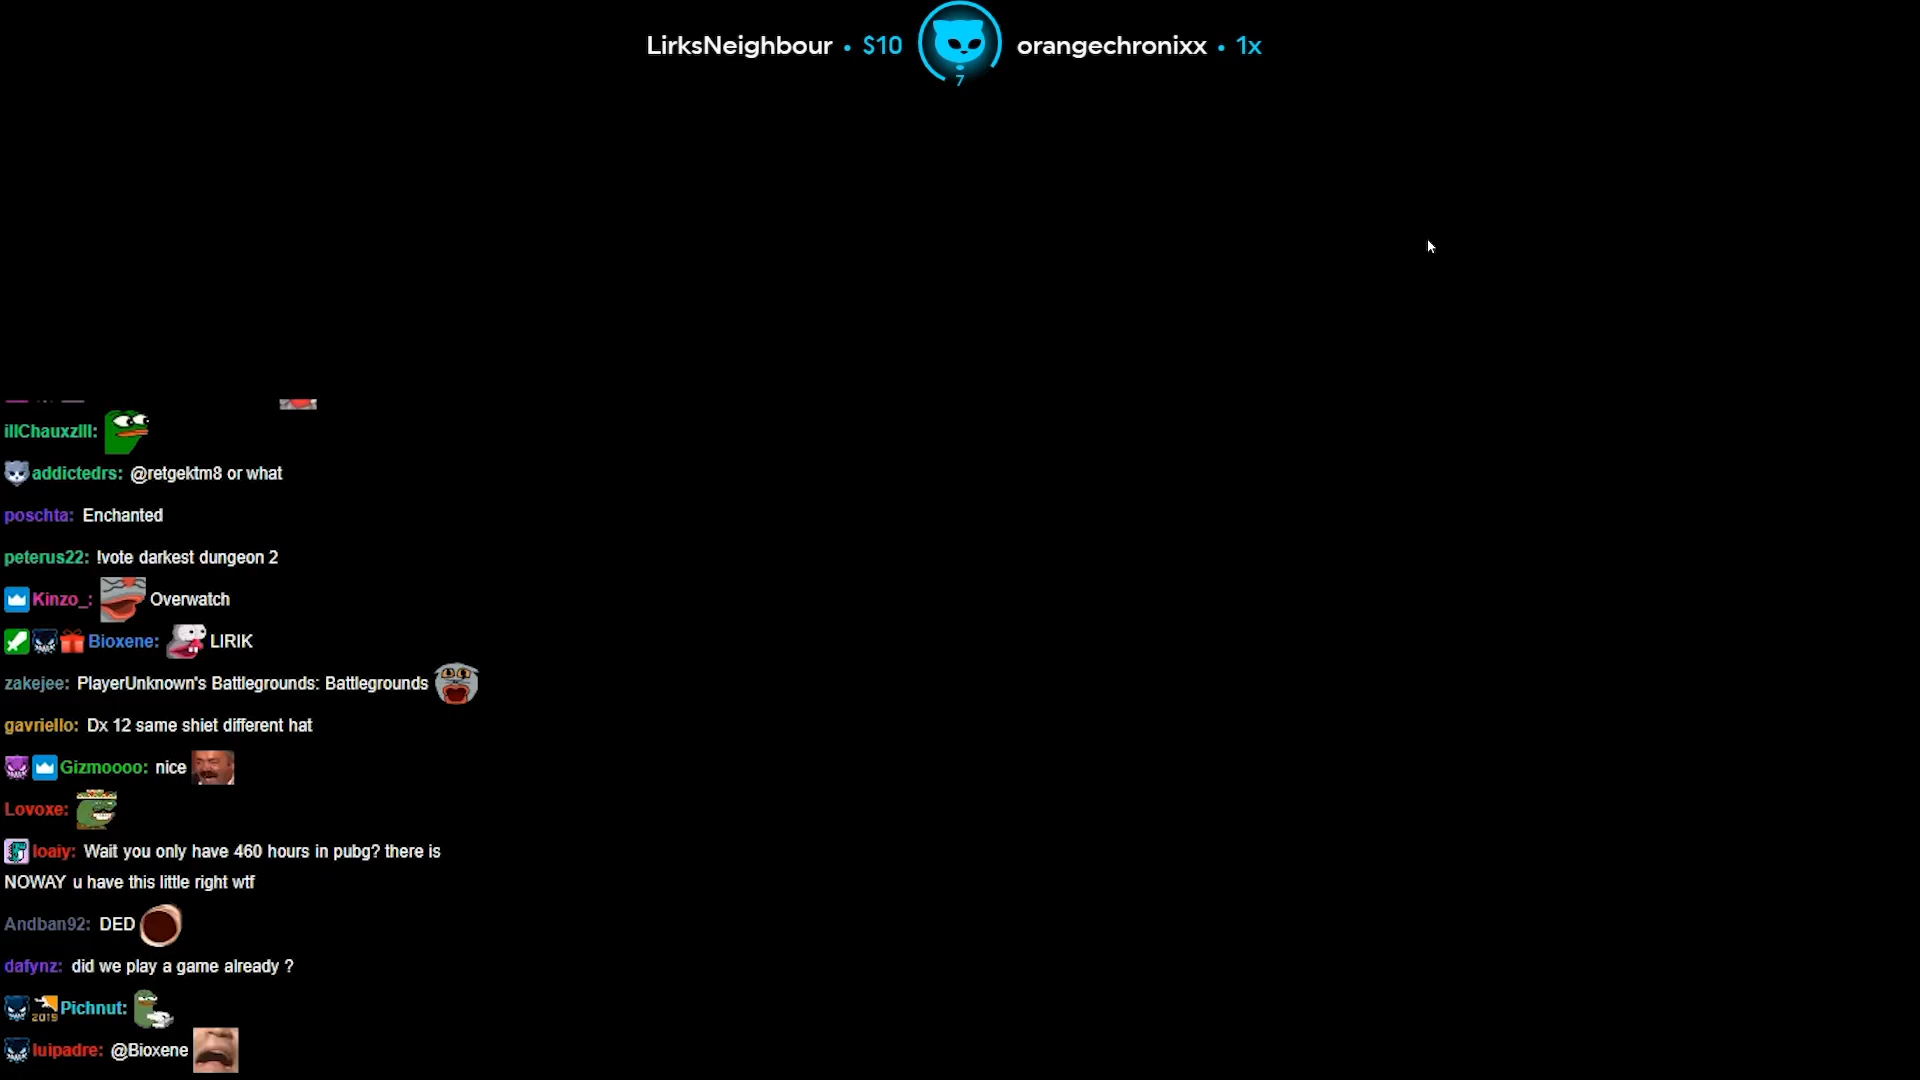 LirksNeighbour • $10
7
orangechronixx • 1x
illChauxzlll:
addictedrs: @retgektm8 or what
poschta: Enchanted
peterus22: !vote darkest dungeon 2
Kinzo_: Overwatch
Bioxene: LIRIK
zakejee: PlayerUnknown's Battlegrounds: Battlegrounds
gavriello: Dx 12 same shiet different hat
Gizmoooo: nice
Lovoxe:
loaiy: Wait you only have 460 hours in pubg? there is
NOWAY u have this little right wtf
Andban92: DED
dafynz: did we play a game already ?
2019 Pichnut:
luipadre: @Bioxene